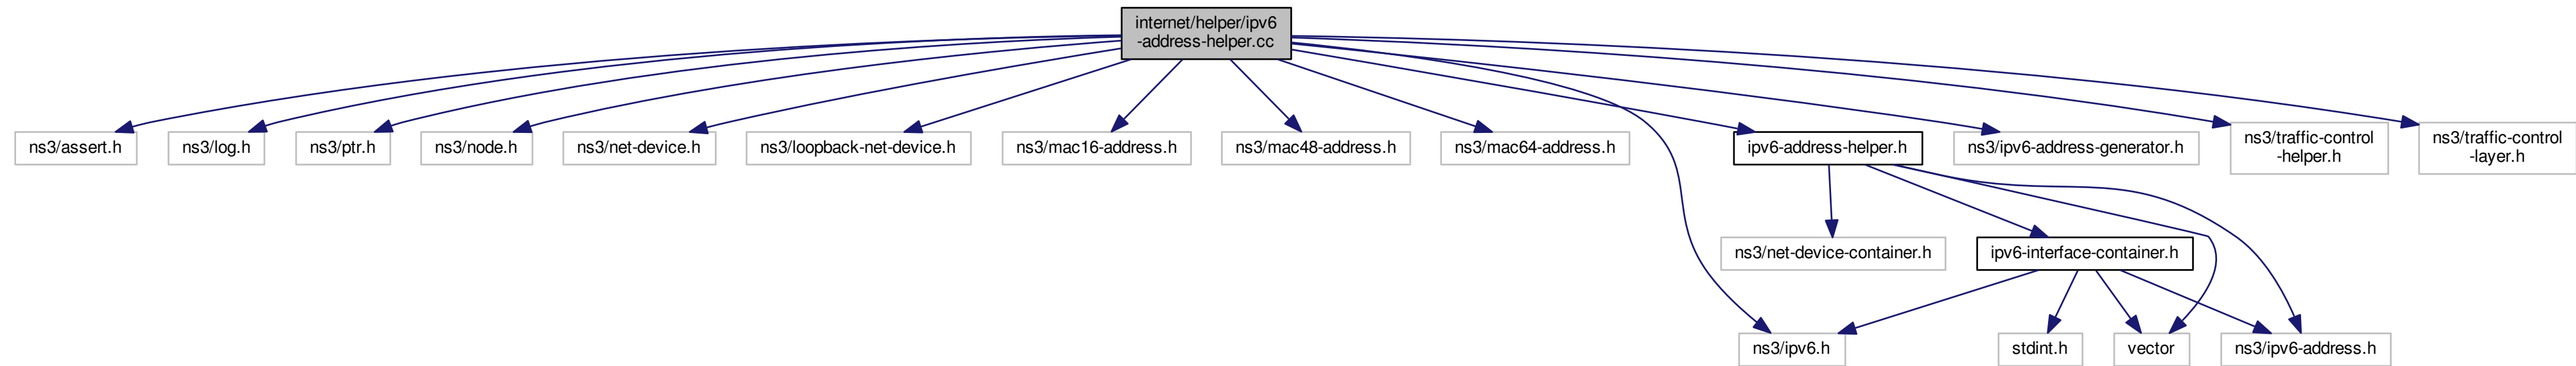 internet/helper/ipv6
-address-helper.cc
ns3/assert.h
ns3/log.h
ns3/ptr.h
ns3/node.h
ns3/net-device.h
ns3/loopback-net-device.h
ns3/mac16-address.h
ns3/mac48-address.h
ns3/mac64-address.h
ipv6-address-helper.h
ns3/ipv6-address-generator.h
ns3/traffic-control
-helper.h
ns3/traffic-control
-layer.h
ns3/net-device-container.h
ipv6-interface-container.h
ns3/ipv6.h
stdint.h
vector
ns3/ipv6-address.h